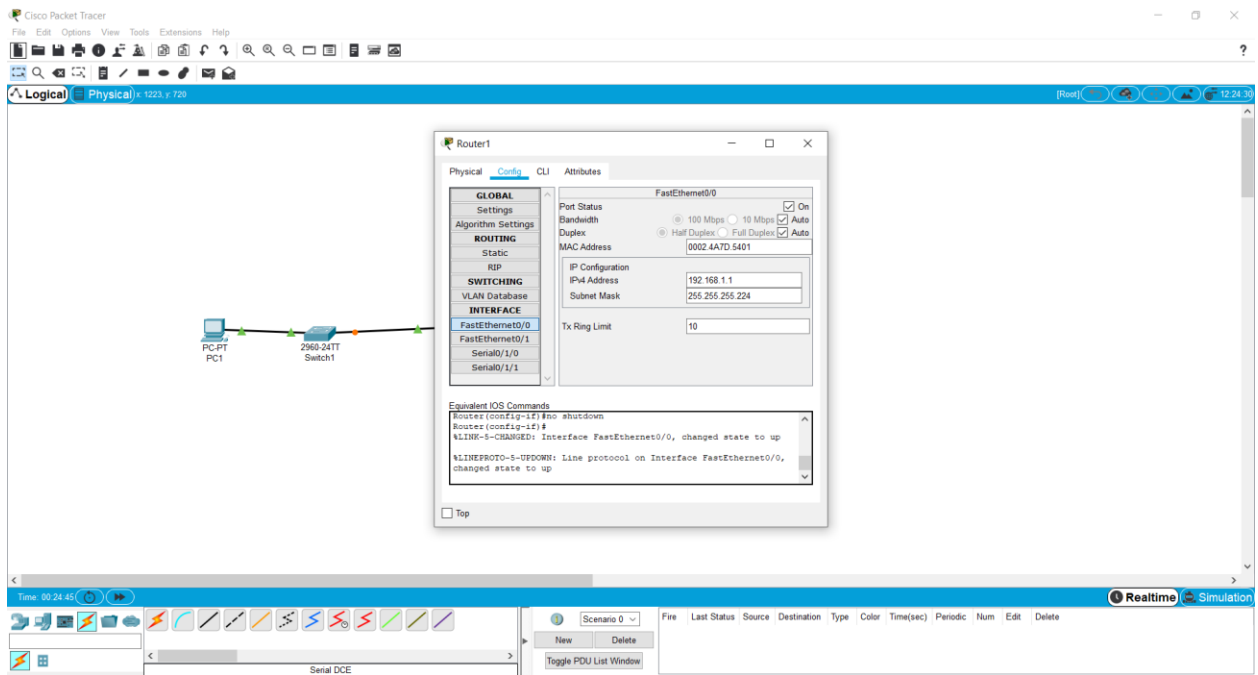 Cisco Packet Tracer
File Edit Options View Tools Extensions Help
?
Logical Physical x: 1223, y: 720 [Root] 12:24:30
Router1
Physical Config CLI Attributes
GLOBAL
Settings
Algorithm Settings
ROUTING
Static
RIP
SWITCHING
VLAN Database
INTERFACE
FastEthernet0/0
FastEthernet0/1
Serial0/1/0
Serial0/1/1
FastEthernet0/0
Port Status On
Bandwidth 100 Mbps 10 Mbps Auto
Duplex Half Duplex Full Duplex Auto
MAC Address 0002.4A7D.5401
IP Configuration
IPv4 Address 192.168.1.1
Subnet Mask 255.255.255.224
Tx Ring Limit 10
Equivalent IOS Commands
Router(config-if)#no shutdown
Router(config-if)#
%LINK-5-CHANGED: Interface FastEthernet0/0, changed state to up
%LINEPROTO-5-UPDOWN: Line protocol on Interface FastEthernet0/0,
changed state to up
Top
PC-PT
PC1
2960-24TT
Switch1
Time: 00:24:45 Realtime Simulation
Scenario 0
New Delete
Toggle PDU List Window
Fire Last Status Source Destination Type Color Time(sec) Periodic Num Edit Delete
Serial DCE